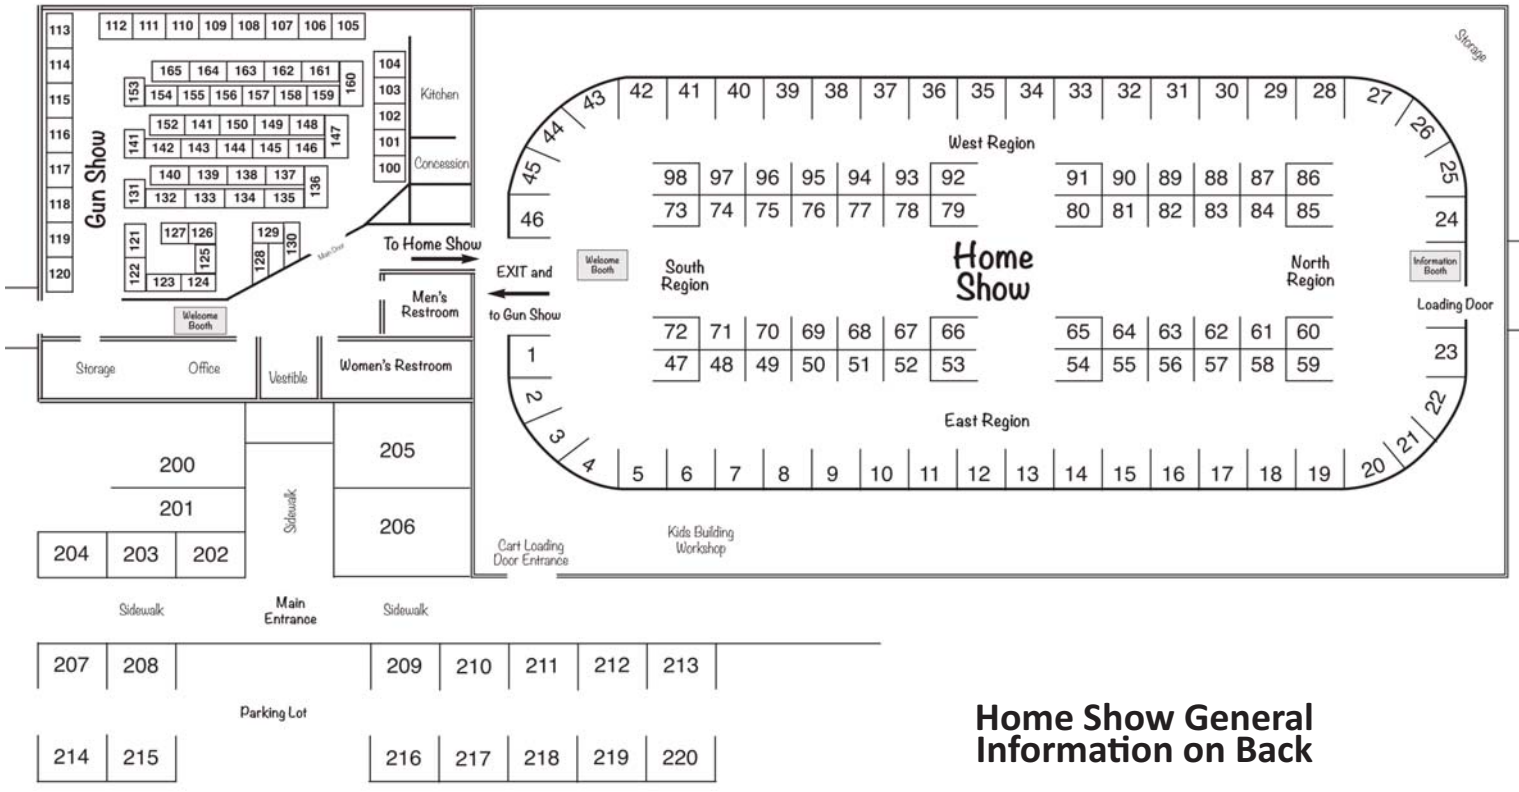 113
112 111 110 109 108 107 106 105
114
115
116
117
118
119
120
Gun Show
165 164 163 162 161
160
153
154 155 156 157 158 159
152 141 150 149 148
147
141
142 143 144 145 146
140 139 138 137
136
131
132 133 134 135
121
122
127 126
125
123 124
129
128
130
Main Door
104
103
102
101
100
Kitchen
Concession
To Home Show
EXIT and
to Gun Show
Men's
Restroom
Women's Restroom
Welcome
Booth
Storage
Office
Vestible
Storage
42 41 40 39 38 37 36 35 34 33 32 31 30 29 28
43
44
45
46
27
26
25
24
West Region
98 97 96 95 94 93 92
73 74 75 76 77 78 79
91 90 89 88 87 86
80 81 82 83 84 85
Welcome
Booth
South
Region
Home
Show
North
Region
Information
Booth
Loading Door
72 71 70 69 68 67 66
47 48 49 50 51 52 53
65 64 63 62 61 60
54 55 56 57 58 59
East Region
1
2
3
4
5 6 7 8 9 10 11 12 13 14 15 16 17 18 19
20
21
22
23
Kids Building
Workshop
Cart Loading
Door Entrance
200
201
204 203 202
Sidewalk
205
206
Sidewalk
Main
Entrance
Sidewalk
207 208
209 210 211 212 213
Parking Lot
214 215
216 217 218 219 220
Home Show General
Information on Back